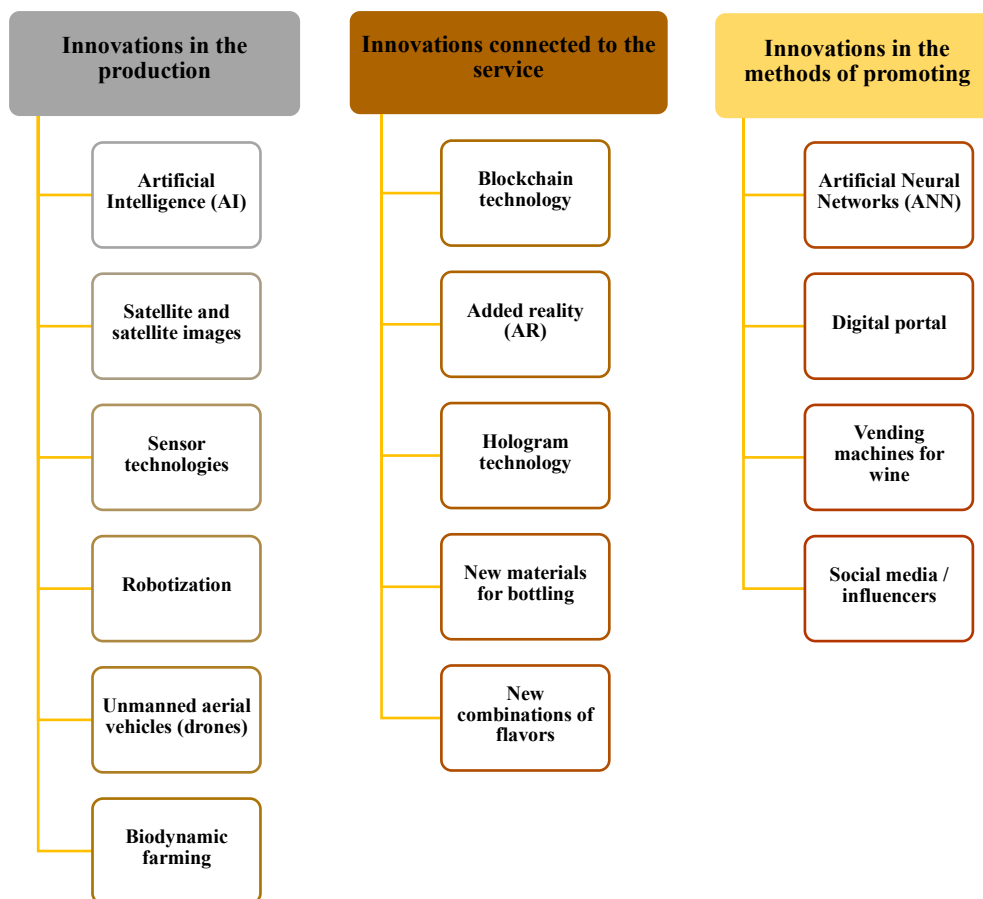 Innovations in the
production
Artificial
Intelligence (AI)
Satellite and
satellite images
Sensor
technologies
Robotization
Unmanned aerial
vehicles (drones)
Biodynamic
farming
Innovations connected to the
service
Blockchain
technology
Added reality
(AR)
Hologram
technology
New materials
for bottling
New
combinations of
flavors
Innovations in the
methods of promoting
Artificial Neural
Networks (ANN)
Digital portal
Vending
machines for
wine
Social media /
influencers